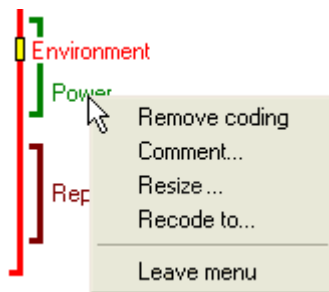 Environment
Power
Remove coding
Comment...
Resize ...
Recode to...
Leave menu